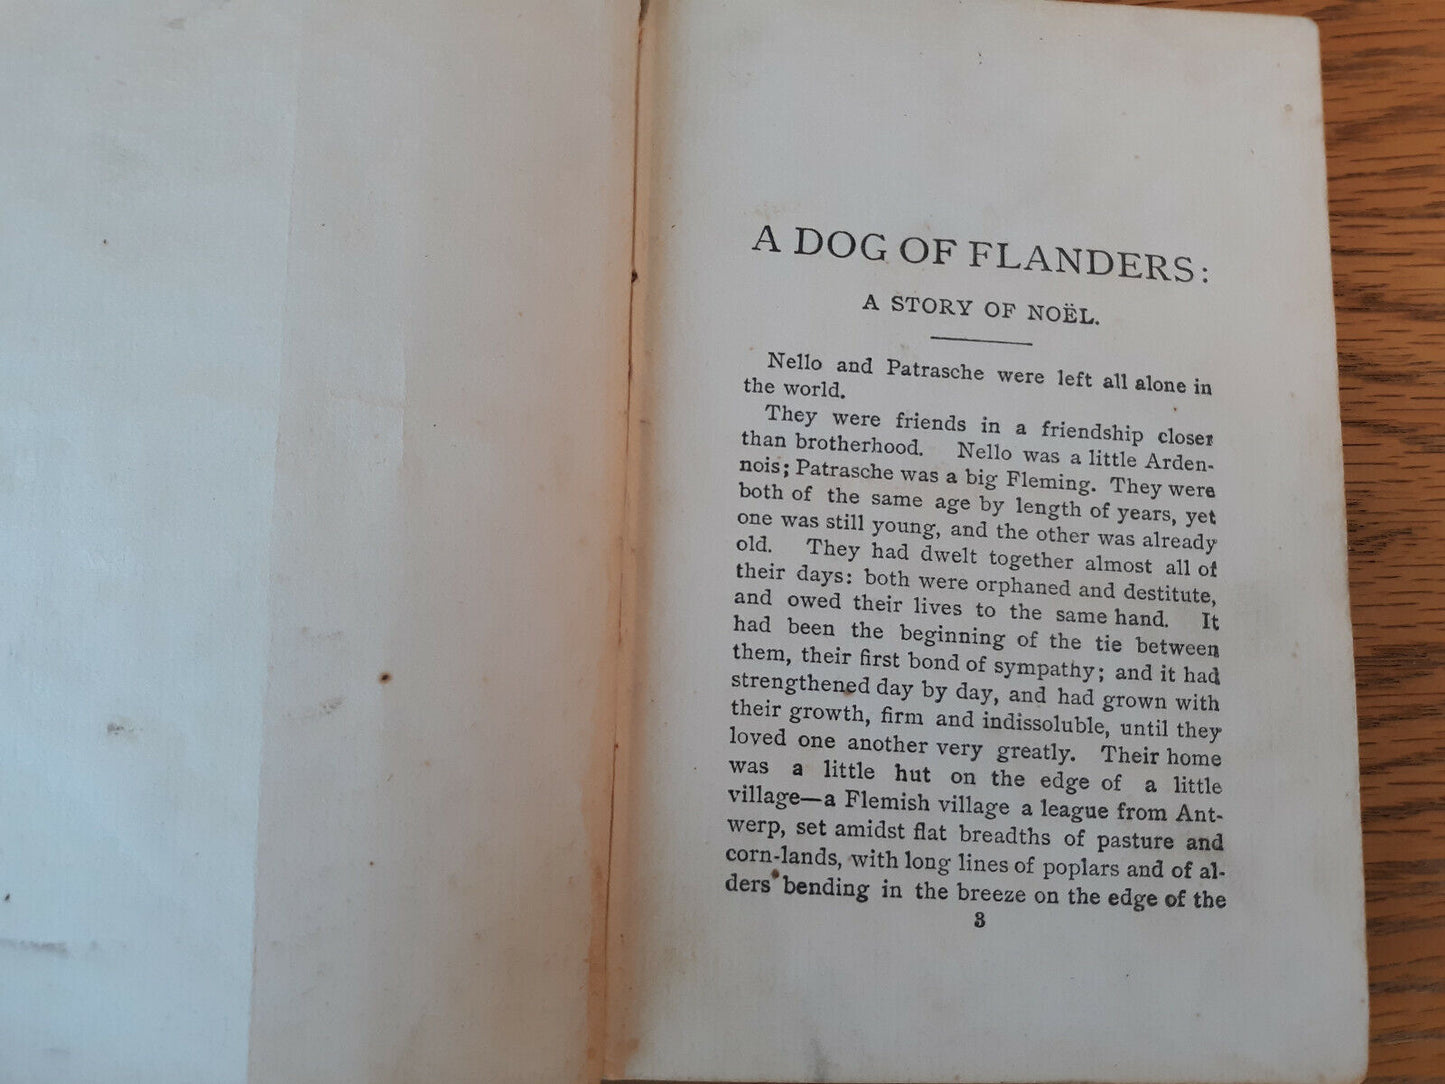 A DOG OF FLANDERS:
A STORY OF NOËL.
Nello and Patrasche were left all alone in
the world.
They were friends in a friendship closer
than brotherhood. Nello was a little Arden-
nois; Patrasche was a big Fleming. They were
both of the same age by length of years, yet
one was still young, and the other was already
old. They had dwelt together almost all of
their days: both were orphaned and destitute,
and owed their lives to the same hand. It
had been the beginning of the tie between
them, their first bond of sympathy; and it had
strengthened day by day, and had grown with
their growth, firm and indissoluble, until they
loved one another very greatly. Their home
was a little hut on the edge of a little
village—a Flemish village a league from Ant-
werp, set amidst flat breadths of pasture and
corn-lands, with long lines of poplars and of al-
ders bending in the breeze on the edge of the
3